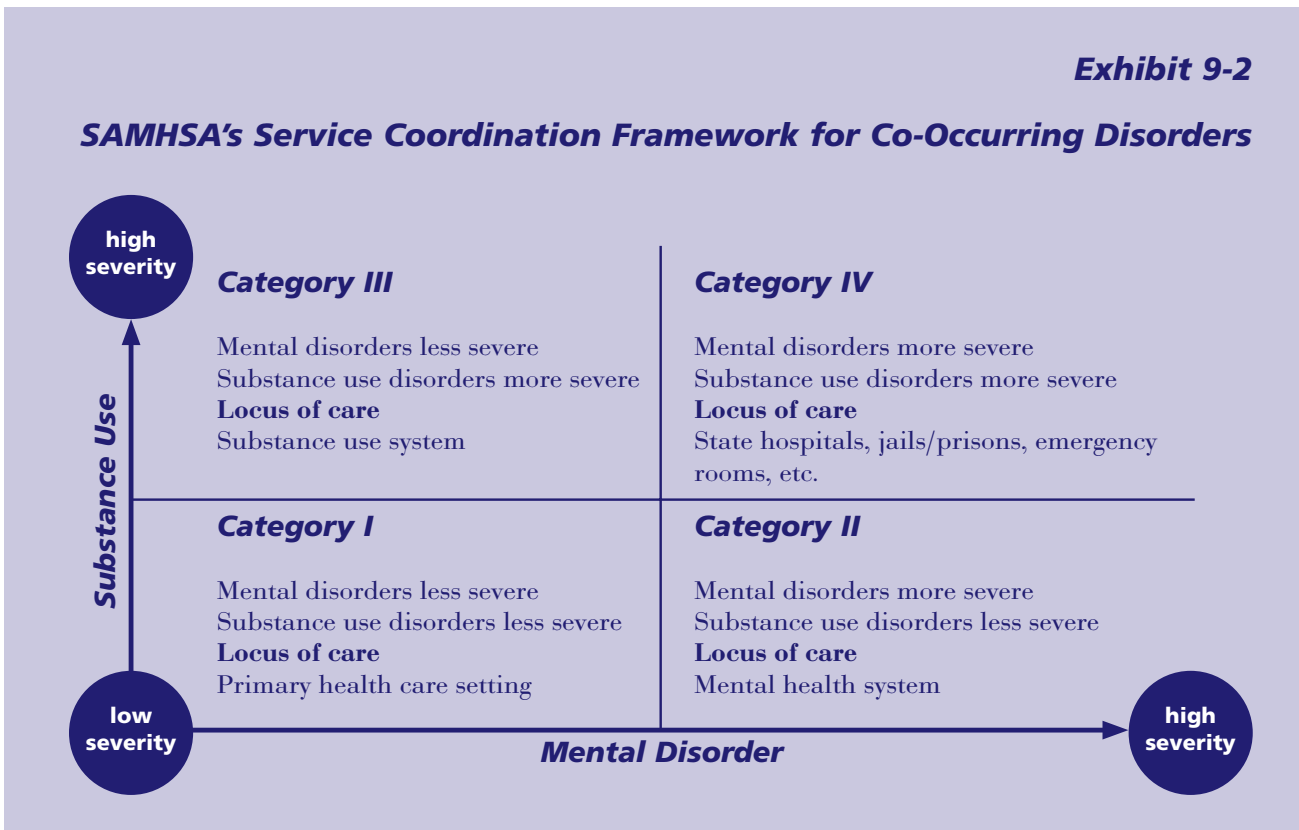 Exhibit 9-2
SAMHSA's Service Coordination Framework for Co-Occurring Disorders
high
severity
Substance Use
Category III
Mental disorders less severe
Substance use disorders more severe
Locus of care
Substance use system
Category IV
Mental disorders more severe
Substance use disorders more severe
Locus of care
State hospitals, jails/prisons, emergency
rooms, etc.
Category I
Mental disorders less severe
Substance use disorders less severe
Locus of care
Primary health care setting
Category II
Mental disorders more severe
Substance use disorders less severe
Locus of care
Mental health system
low
severity
Mental Disorder
high
severity